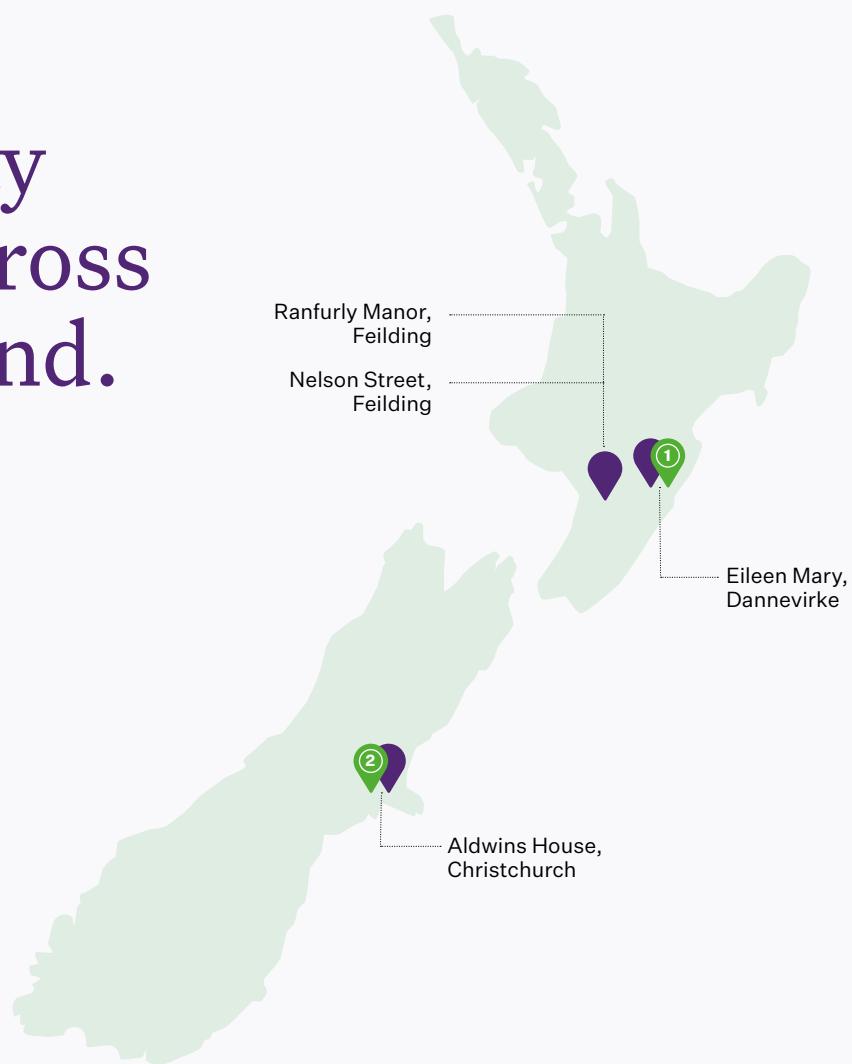 y
ross
nd.
Ranfurly Manor,
Feilding
Nelson Street,
Feilding
1
Eileen Mary,
Dannevirke
2
Aldwins House,
Christchurch